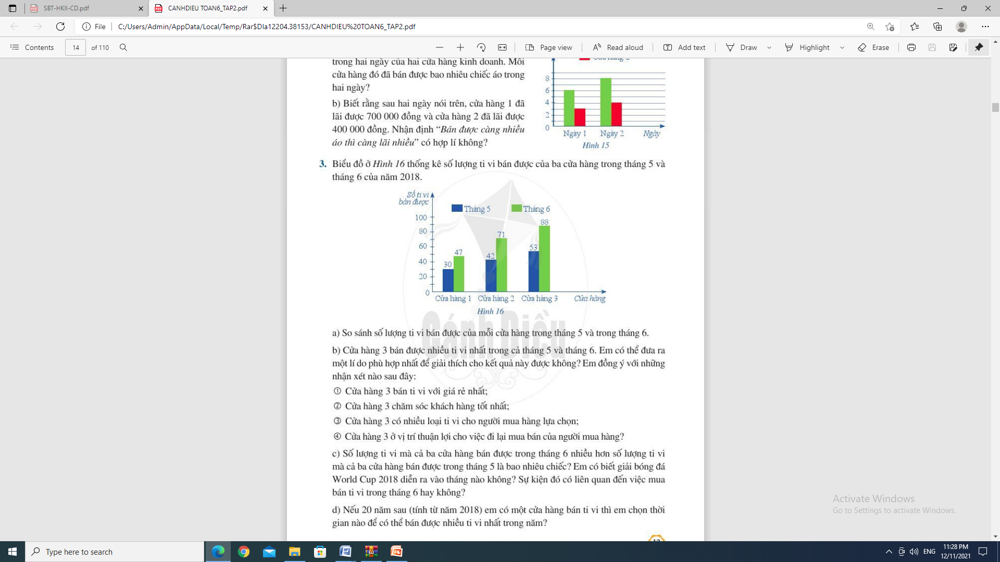 SBT-HKII-CD.pdf
CANHDIEU TOAN6_TAP2.pdf
File
C:/Users/Admin/AppData/Local/Temp/Rar$DIa12204.38153/CANHDIEU%20TOAN6_TAP2.pdf
Contents
14
of 110
Page view
Read aloud
Add text
Draw
Highlight
Erase
trong hai ngày của hai cửa hàng kinh doanh. Mỗi
cửa hàng đó đã bán được bao nhiêu chiếc áo trong
hai ngày?
b) Biết rằng sau hai ngày nói trên, cửa hàng 1 đã
lãi được 700 000 đồng và cửa hàng 2 đã lãi được
400 000 đồng. Nhận định “Bán được càng nhiều
áo thì càng lãi nhiều” có hợp lí không?
8
6
4
2
0
Ngày 1
Ngày 2
Ngày
Hình 15
3. Biểu đồ ở Hình 16 thống kê số lượng ti vi bán được của ba cửa hàng trong tháng 5 và
tháng 6 của năm 2018.
Số ti vi
bán được
Tháng 5
Tháng 6
100
80
60
40
20
0
30
47
42
71
53
88
Cửa hàng 1
Cửa hàng 2
Cửa hàng 3
Cửa hàng
Hình 16
Cánh Diều
a) So sánh số lượng ti vi bán được của mỗi cửa hàng trong tháng 5 và trong tháng 6.
b) Cửa hàng 3 bán được nhiều ti vi nhất trong cả tháng 5 và tháng 6. Em có thể đưa ra
một lí do phù hợp nhất để giải thích cho kết quả này được không? Em đồng ý với những
nhận xét nào sau đây:
① Cửa hàng 3 bán ti vi với giá rẻ nhất;
② Cửa hàng 3 chăm sóc khách hàng tốt nhất;
③ Cửa hàng 3 có nhiều loại ti vi cho người mua hàng lựa chọn;
④ Cửa hàng 3 ở vị trí thuận lợi cho việc đi lại mua bán của người mua hàng?
c) Số lượng ti vi mà cả ba cửa hàng bán được trong tháng 6 nhiều hơn số lượng ti vi
mà cả ba cửa hàng bán được trong tháng 5 là bao nhiêu chiếc? Em có biết giải bóng đá
World Cup 2018 diễn ra vào tháng nào không? Sự kiện đó có liên quan đến việc mua
bán ti vi trong tháng 6 hay không?
d) Nếu 20 năm sau (tính từ năm 2018) em có một cửa hàng bán ti vi thì em chọn thời
gian nào để có thể bán được nhiều ti vi nhất trong năm?
Activate Windows
Go to Settings to activate Windows.
Type here to search
ENG
11:28 PM
12/11/2021